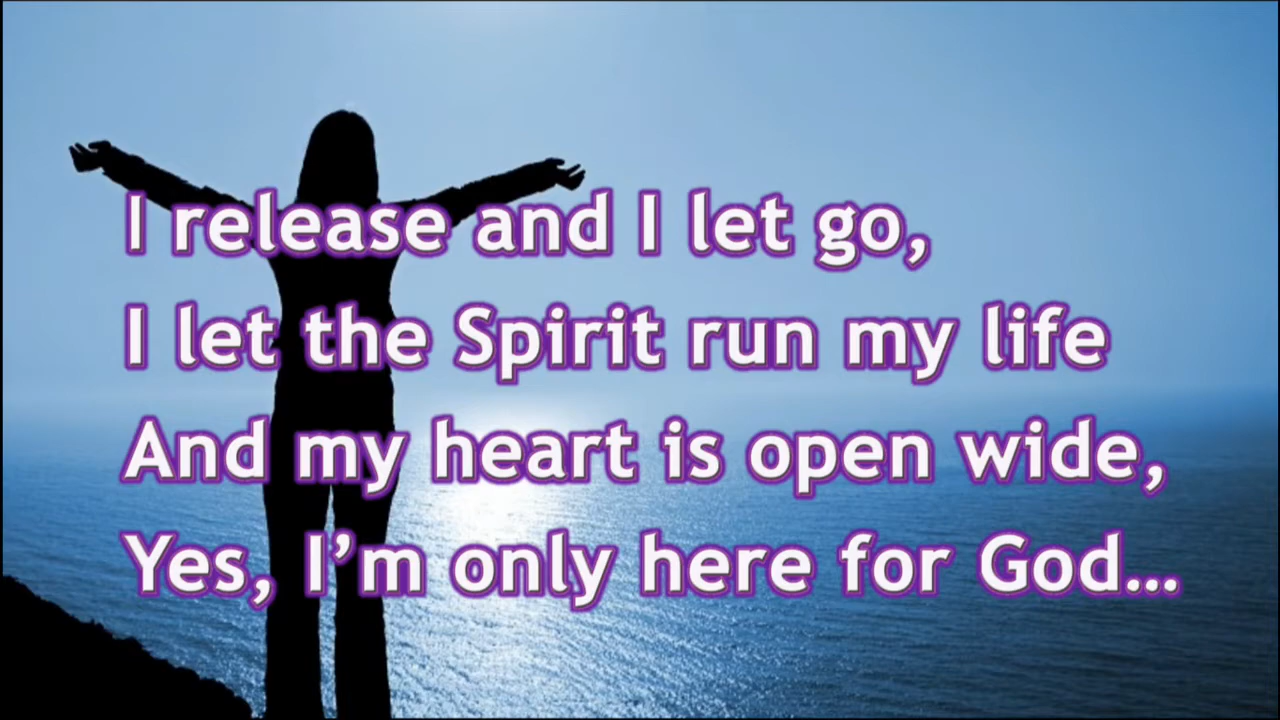 I release and I let go,
I let the Spirit run my life
And my heart is open wide,
Yes, I’m only here for God...